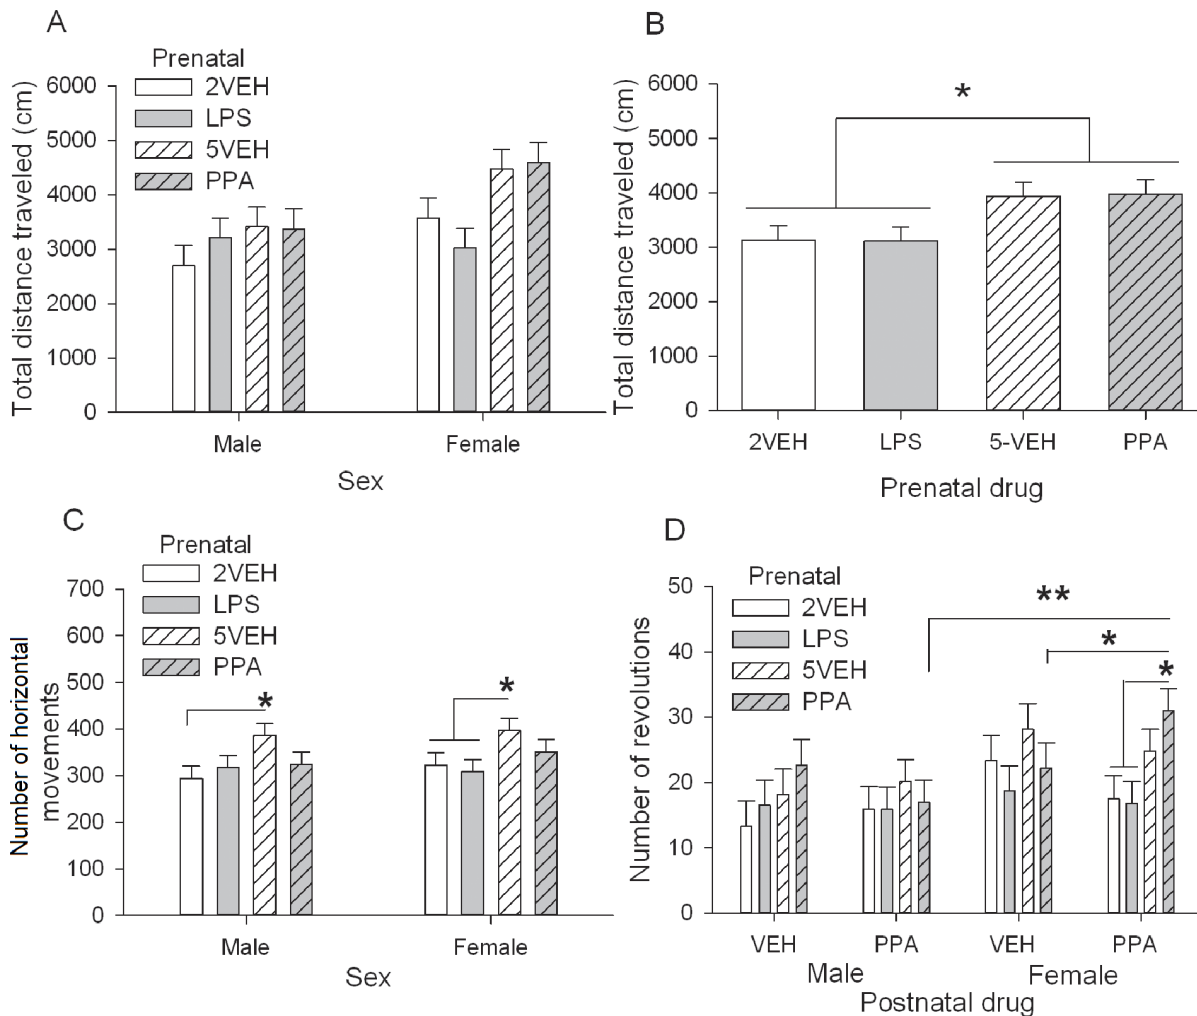 A
Prenatal
2VEH
LPS
5VEH
PPA
Total distance traveled (cm)
6000
5000
4000
3000
2000
1000
0
Male
Female
Sex
B
*
Total distance traveled (cm)
6000
5000
4000
3000
2000
1000
0
2VEH
LPS
5-VEH
PPA
Prenatal drug
C
Prenatal
2VEH
LPS
5VEH
PPA
Number of horizontal
movements
700
600
500
400
300
200
100
0
*
*
Male
Female
Sex
D
Prenatal
2VEH
LPS
5VEH
PPA
Number of revolutions
50
40
30
20
10
0
**
*
*
VEH
PPA
VEH
PPA
Male
Female
Postnatal drug